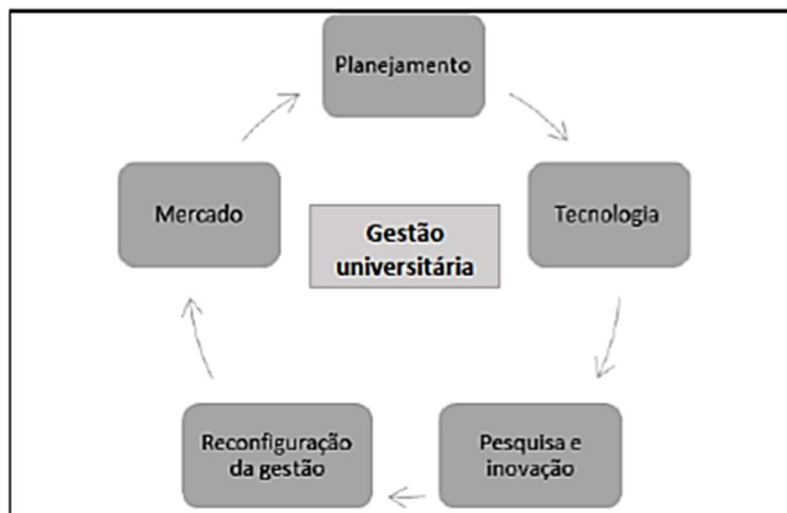 Planejamento
Mercado
Tecnologia
Gestão
universitária
Reconfiguração
da gestão
Pesquisa e
inovação